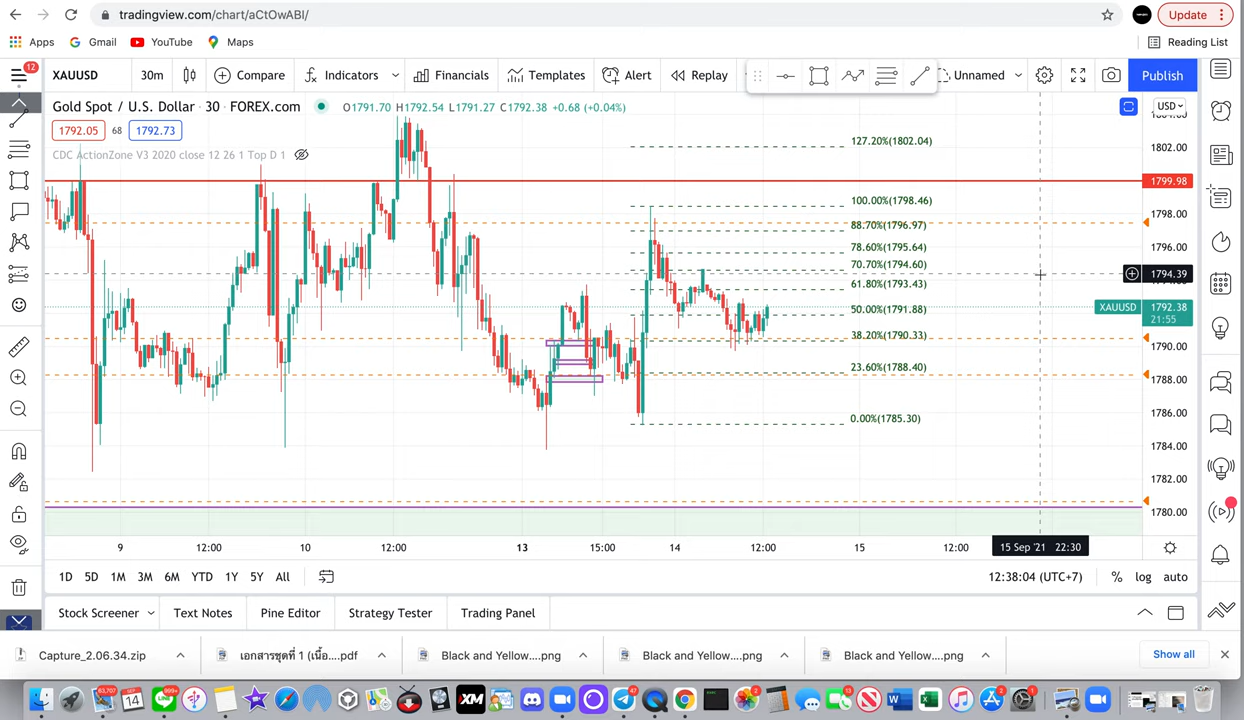 tradingview.com/chart/aCtOwABI/
Update
Apps Gmail YouTube Maps Reading List
12
XAUUSD 30m Compare Indicators Financials Templates Alert Replay Unnamed Publish
Gold Spot / U.S. Dollar · 30 · FOREX.com O1791.70 H1792.54 L1791.27 C1792.38 +0.68 (+0.04%)
USD
1792.05 68 1792.73
CDC ActionZone V3 2020 close 12 26 1 Top D 1
127.20%(1802.04)
1802.00
1799.98
100.00%(1798.46)
1798.00
88.70%(1796.97)
78.60%(1795.64)
1796.00
70.70%(1794.60)
1794.39
61.80%(1793.43)
XAUUSD 1792.38
21:55
50.00%(1791.88)
38.20%(1790.33)
1790.00
23.60%(1788.40)
1788.00
1786.00
0.00%(1785.30)
1784.00
1782.00
1780.00
9 12:00 10 12:00 13 15:00 14 12:00 15 12:00 15 Sep '21 22:30
1D 5D 1M 3M 6M YTD 1Y 5Y All 12:38:04 (UTC+7) % log auto
Stock Screener Text Notes Pine Editor Strategy Tester Trading Panel
Capture_2.06.34.zip เอกสารชุดที่ 1 (เนื้อ....pdf Black and Yellow....png Black and Yellow....png Black and Yellow....png Show all
SEP
14
XM